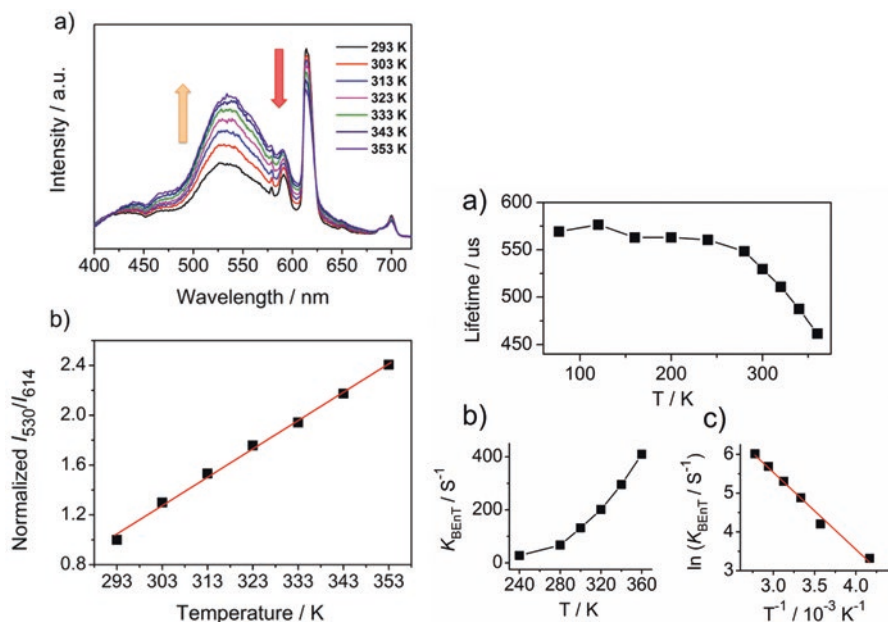 a)
Intensity / a.u.
293 K
303 K
313 K
323 K
333 K
343 K
353 K
400 450 500 550 600 650 700
Wavelength / nm
b)
Normalized I530/I614
2.4
2.0
1.6
1.2
0.8
293 303 313 323 333 343 353
Temperature / K
a)
Lifetime / us
600
550
500
450
100 200 300
T / K
b)
KBEnT / S-1
400
200
0
240 280 320 360
T / K
c)
ln (KBEnT / S-1)
6
5
4
3
3.0 3.5 4.0
T-1 / 10-3 K-1